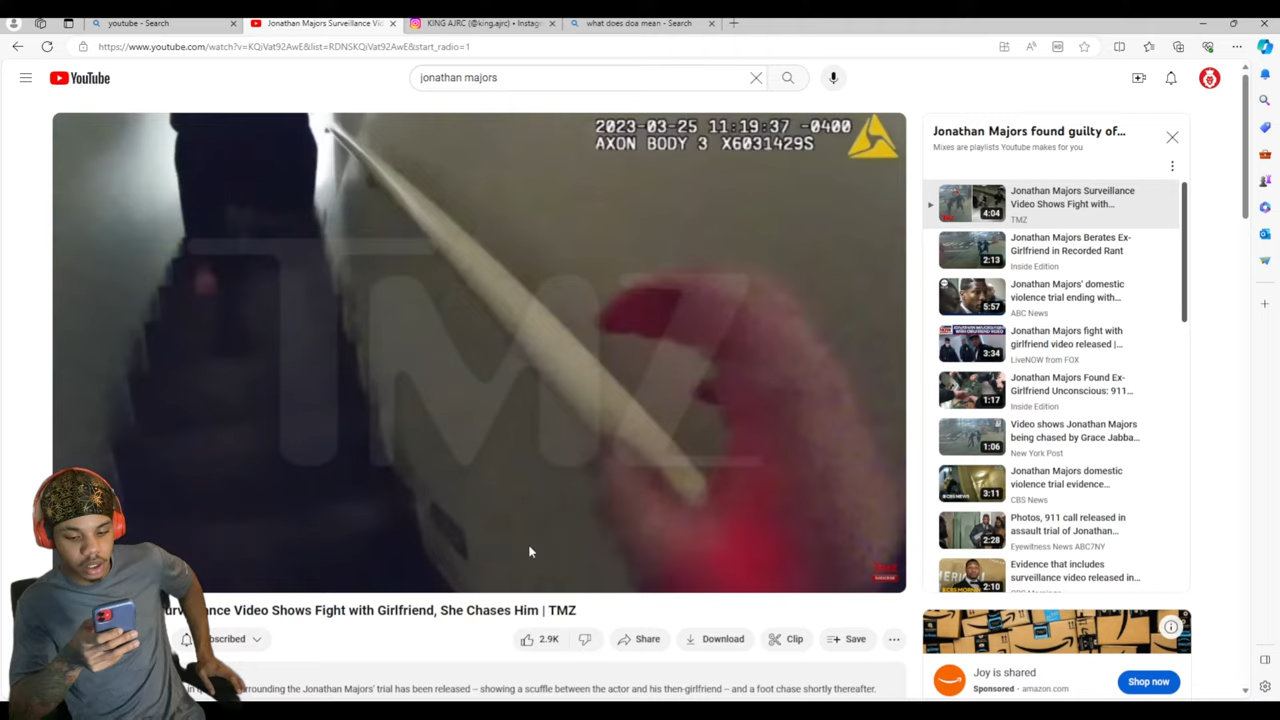 youtube - Search
Jonathan Majors Surveillance Vid
KING AJRC (@king.ajrc) • Instag
what does doa mean - Search
https://www.youtube.com/watch?v=KQiVat92AwE&list=RDNSKQiVat92AwE&start_radio=1
YouTube
jonathan majors
2023-03-25 11:19:37 -0400
AXON BODY 3 X6031429S
TMZ
SUBSCRIBE
Jonathan Majors found guilty of...
Mixes are playlists Youtube makes for you
Jonathan Majors Surveillance
Video Shows Fight with...
TMZ
4:04
Jonathan Majors Berates Ex-
Girlfriend in Recorded Rant
Inside Edition
2:13
Jonathan Majors' domestic
violence trial ending with...
ABC News
5:57
Jonathan Majors fight with
girlfriend video released |...
LiveNOW from FOX
3:34
Jonathan Majors Found Ex-
Girlfriend Unconscious: 911...
Inside Edition
1:17
Video shows Jonathan Majors
being chased by Grace Jabba...
New York Post
1:06
Jonathan Majors domestic
violence trial evidence...
CBS News
3:11
Photos, 911 call released in
assault trial of Jonathan...
Eyewitness News ABC7NY
2:28
Evidence that includes
surveillance video released in...
2:10
urveillance Video Shows Fight with Girlfriend, She Chases Him | TMZ
bscribed
2.9K
Share
Download
Clip
Save
surrounding the Jonathan Majors' trial has been released -- showing a scuffle between the actor and his then-girlfriend -- and a foot chase shortly thereafter.
Joy is shared
Sponsored • amazon.com
Shop now